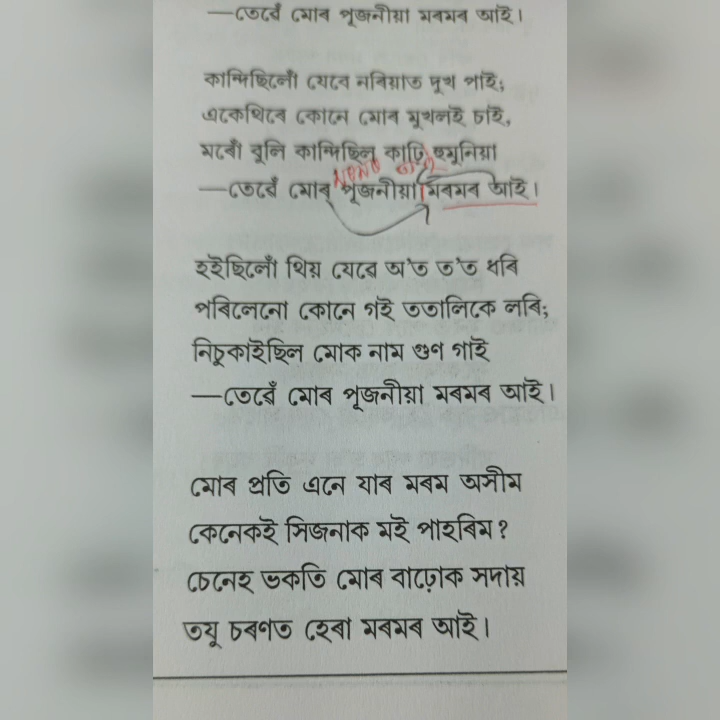 —তেৱেঁ মোৰ পূজনীয়া মৰমৰ আই।
কান্দিছিলোঁ যেবে নৰিয়াত দুখ পাই;
একেথিৰে কোনে মোৰ মুখলই চাই,
মৰোঁ বুলি কান্দিছিল কাঢ়ি হুমুনিয়া
—তেৱেঁ মোৰ পূজনীয়া মৰমৰ আই।
হইছিলোঁ থিয় যেৱে অ'ত ত'ত ধৰি
পৰিলেনো কোনে গই ততালিকে লৰি;
নিচুকাইছিল মোক নাম গুণ গাই
—তেৱেঁ মোৰ পূজনীয়া মৰমৰ আই।
মোৰ প্ৰতি এনে যাৰ মৰম অসীম
কেনেকই সিজনাক মই পাহৰিম?
চেনেহ ভকতি মোৰ বাঢ়োক সদায়
তযু চৰণত হেৰা মৰমৰ আই।